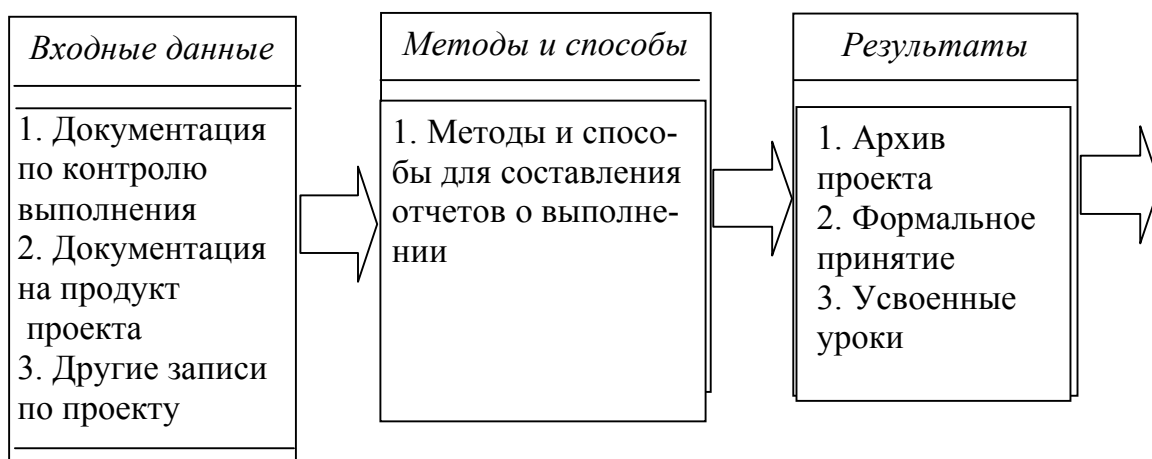 Входные данные
1. Документация
по контролю
выполнения
2. Документация
на продукт
проекта
3. Другие записи
по проекту
Методы и способы
1. Методы и спосо-
бы для составления
отчетов о выполне-
нии
Результаты
1. Архив
проекта
2. Формальное
принятие
3. Усвоенные
уроки